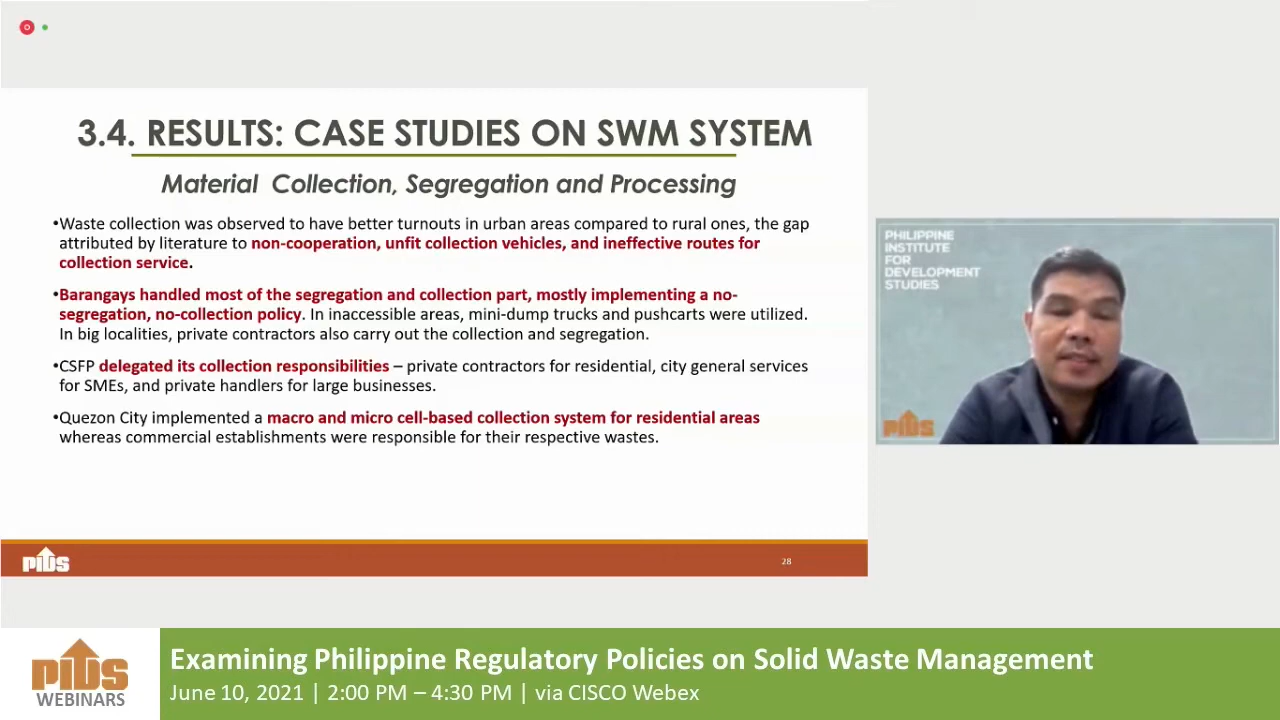 3.4. RESULTS: CASE STUDIES ON SWM SYSTEM
Material Collection, Segregation and Processing
•Waste collection was observed to have better turnouts in urban areas compared to rural ones, the gap
attributed by literature to non-cooperation, unfit collection vehicles, and ineffective routes for
collection service.
•Barangays handled most of the segregation and collection part, mostly implementing a no-
segregation, no-collection policy. In inaccessible areas, mini-dump trucks and pushcarts were utilized.
In big localities, private contractors also carry out the collection and segregation.
•CSFP delegated its collection responsibilities – private contractors for residential, city general services
for SMEs, and private handlers for large businesses.
•Quezon City implemented a macro and micro cell-based collection system for residential areas
whereas commercial establishments were responsible for their respective wastes.
PIDS
28
PHILIPPINE
INSTITUTE
FOR
DEVELOPMENT
STUDIES
PIDS
PIDS
WEBINARS
Examining Philippine Regulatory Policies on Solid Waste Management
June 10, 2021 | 2:00 PM – 4:30 PM | via CISCO Webex